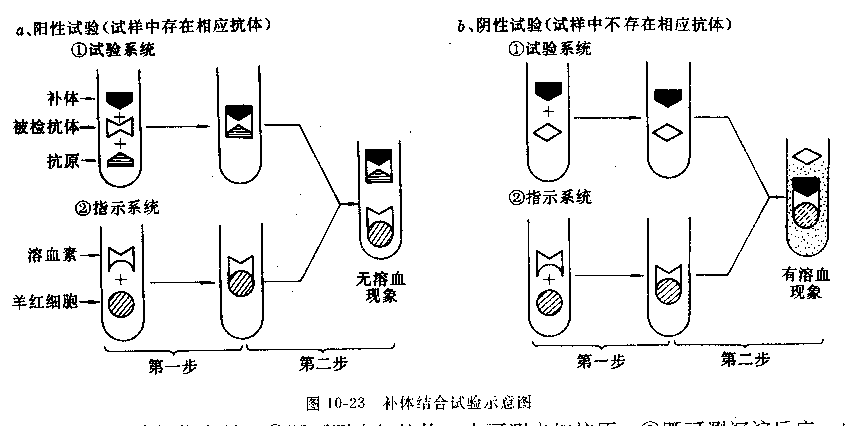 a、阳性试验(试样中存在相应抗体)
①试验系统
补体
+
被检抗体
+
抗原
②指示系统
溶血素
+
羊红细胞
无溶血
现象
第一步
第二步
b、阴性试验(试样中不存在相应抗体)
①试验系统
+
②指示系统
+
有溶血
现象
第一步
第二步
图 10-23 补体结合试验示意图